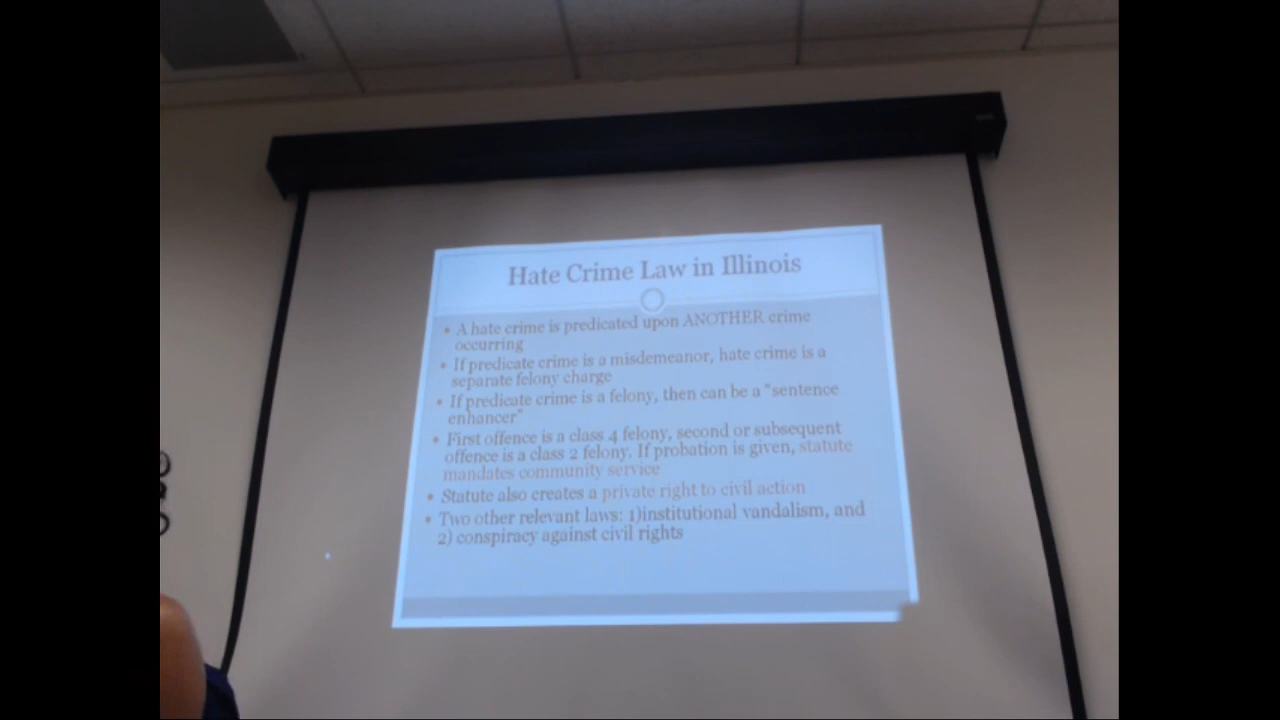 Hate Crime Law in Illinois
• A hate crime is predicated upon ANOTHER crime
occurring
• If predicate crime is a misdemeanor, hate crime is a
separate felony charge
• If predicate crime is a felony, then can be a "sentence
enhancer"
• First offence is a class 4 felony, second or subsequent
offence is a class 2 felony. If probation is given, statute
mandates community service
• Statute also creates a private right to civil action
• Two other relevant laws: 1)institutional vandalism, and
2) conspiracy against civil rights